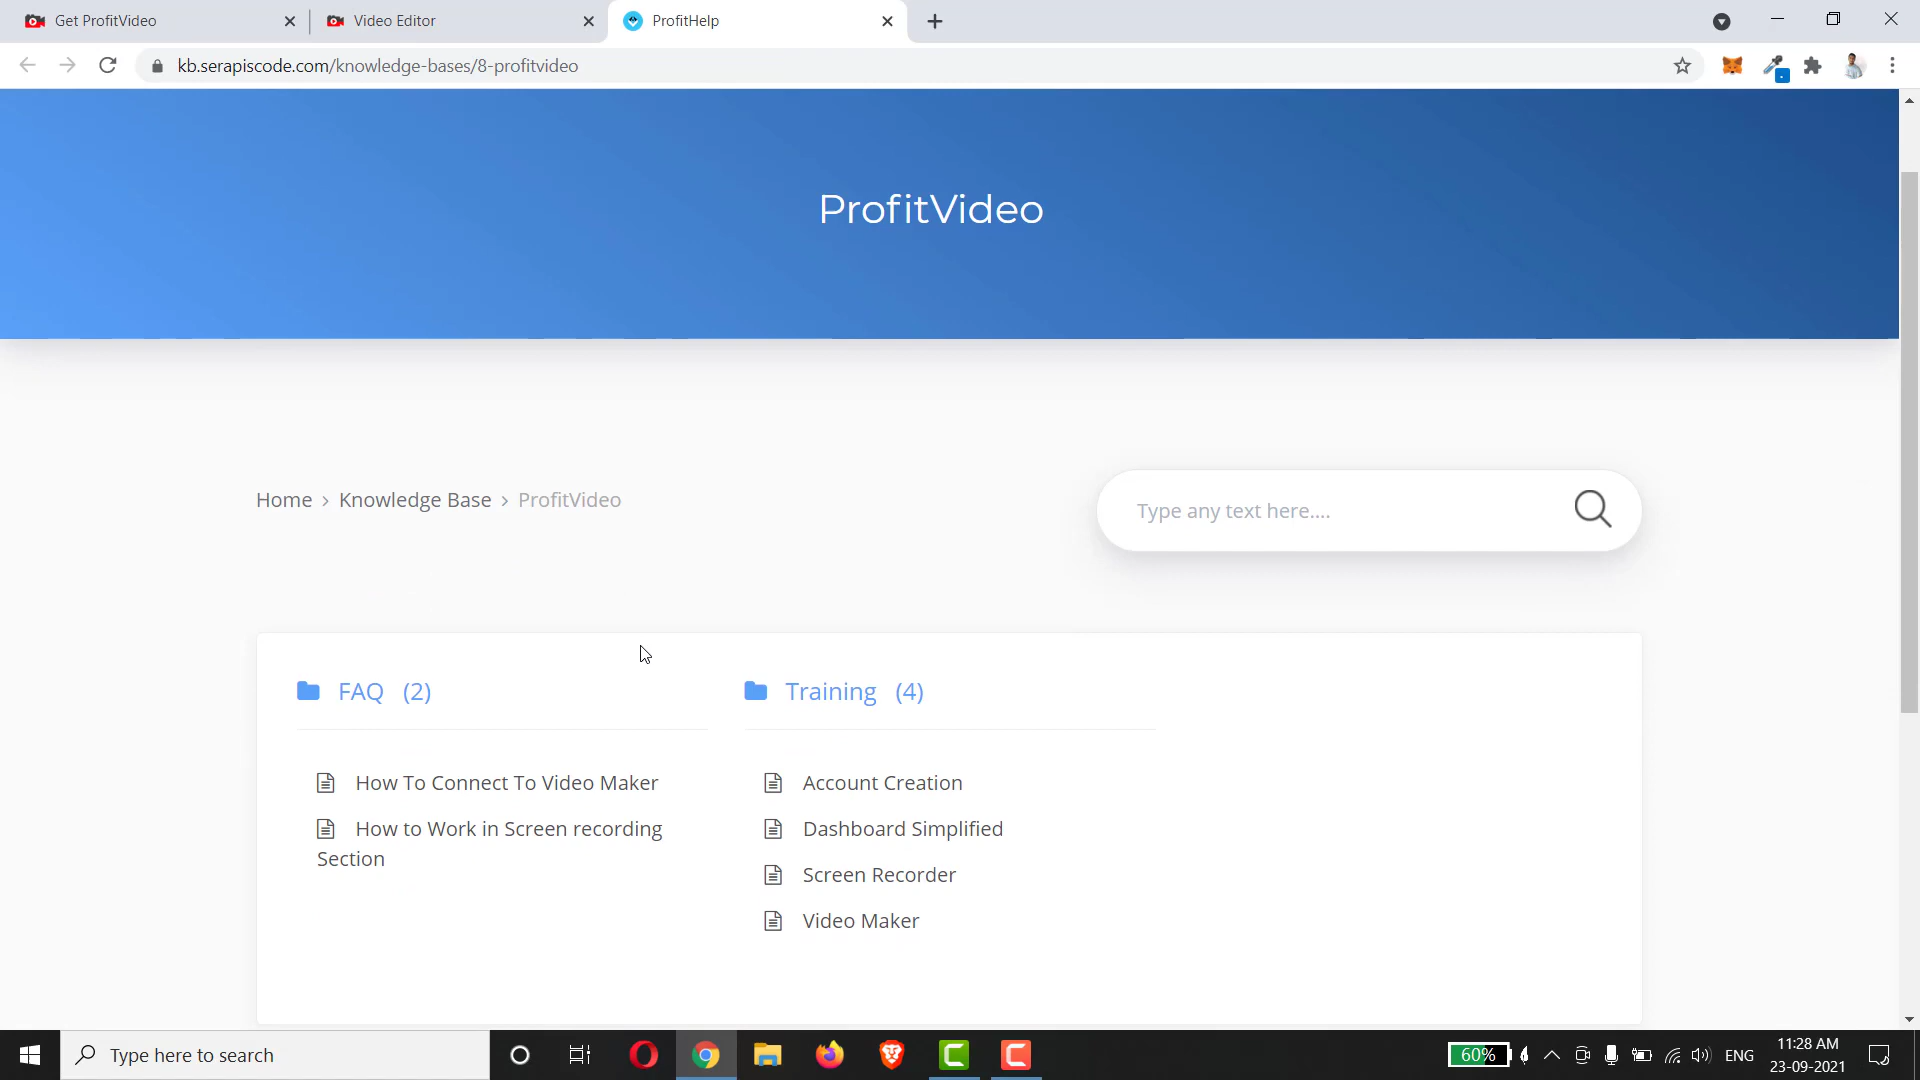 Get ProfitVideo
Video Editor
ProfitHelp
kb.serapiscode.com/knowledge-bases/8-profitvideo
ProfitVideo
Home › Knowledge Base › ProfitVideo
Type any text here....
FAQ (2)
Training (4)
How To Connect To Video Maker
How to Work in Screen recording
Section
Account Creation
Dashboard Simplified
Screen Recorder
Video Maker
Type here to search
60%
ENG
11:28 AM
23-09-2021